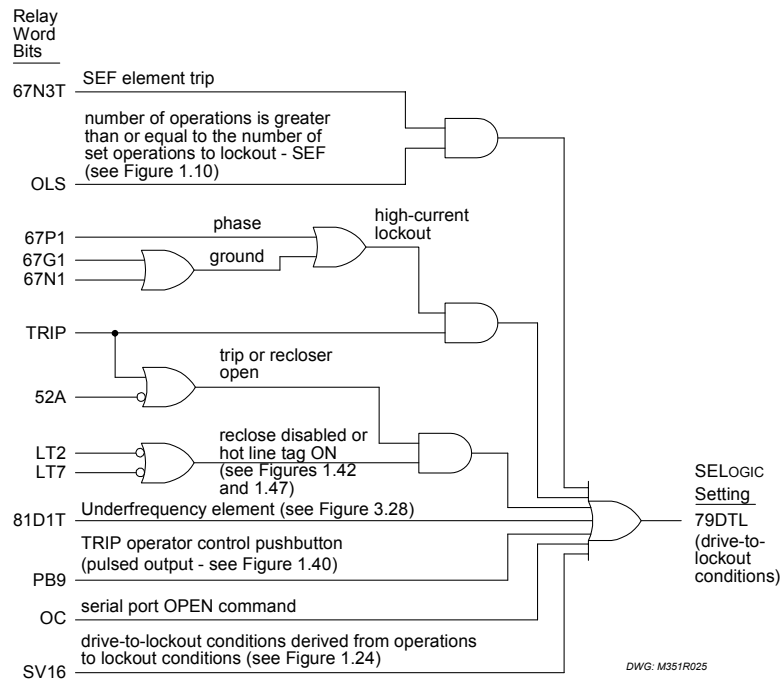 Relay
Word
Bits
67N3T
SEF element trip
number of operations is greater
than or equal to the number of
set operations to lockout - SEF
(see Figure 1.10)
OLS
67P1
phase
high-current
lockout
67G1
ground
67N1
TRIP
trip or recloser
open
52A
LT2
reclose disabled or
hot line tag ON
LT7
(see Figures 1.42
and 1.47)
81D1T
Underfrequency element (see Figure 3.28)
SELOGIC
Setting
79DTL
(drive-to-
lockout
conditions)
TRIP operator control pushbutton
(pulsed output - see Figure 1.40)
PB9
serial port OPEN command
OC
drive-to-lockout conditions derived from operations
to lockout conditions (see Figure 1.24)
SV16
DWG: M351R025